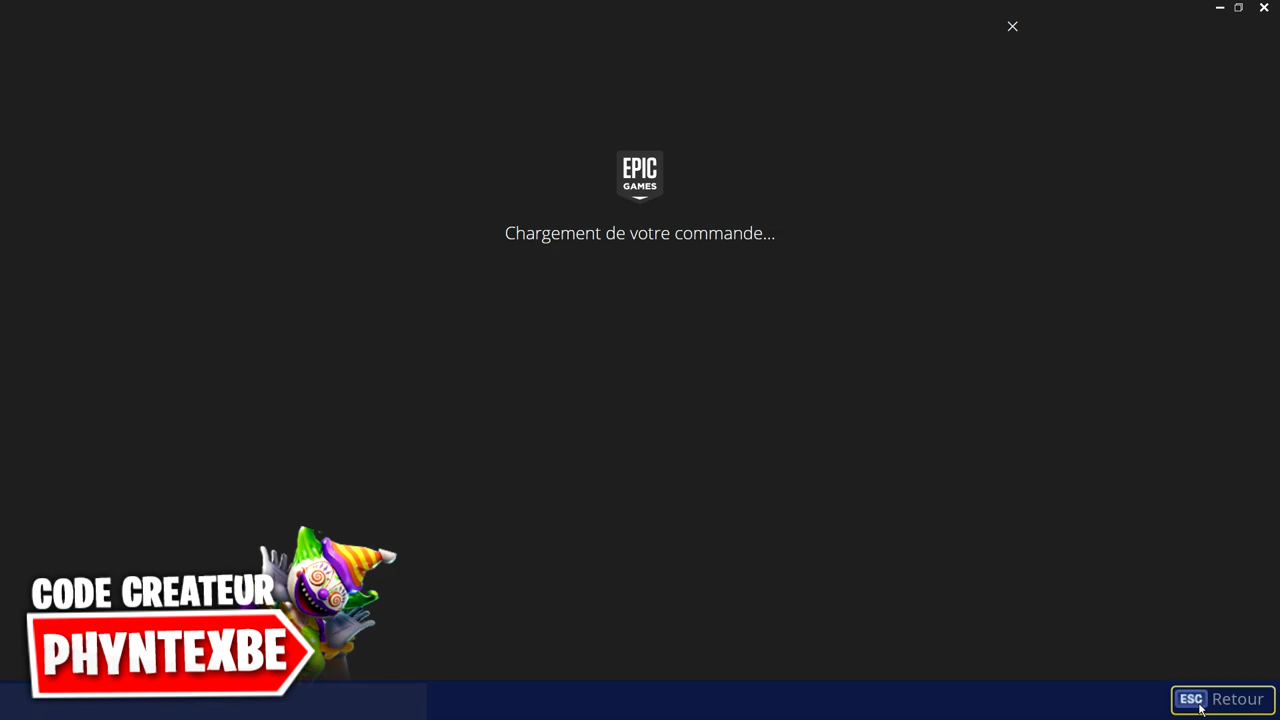 EPIC
GAMES
Chargement de votre commande...
CODE CREATEUR
PHYNTEXBE
ESC Retour